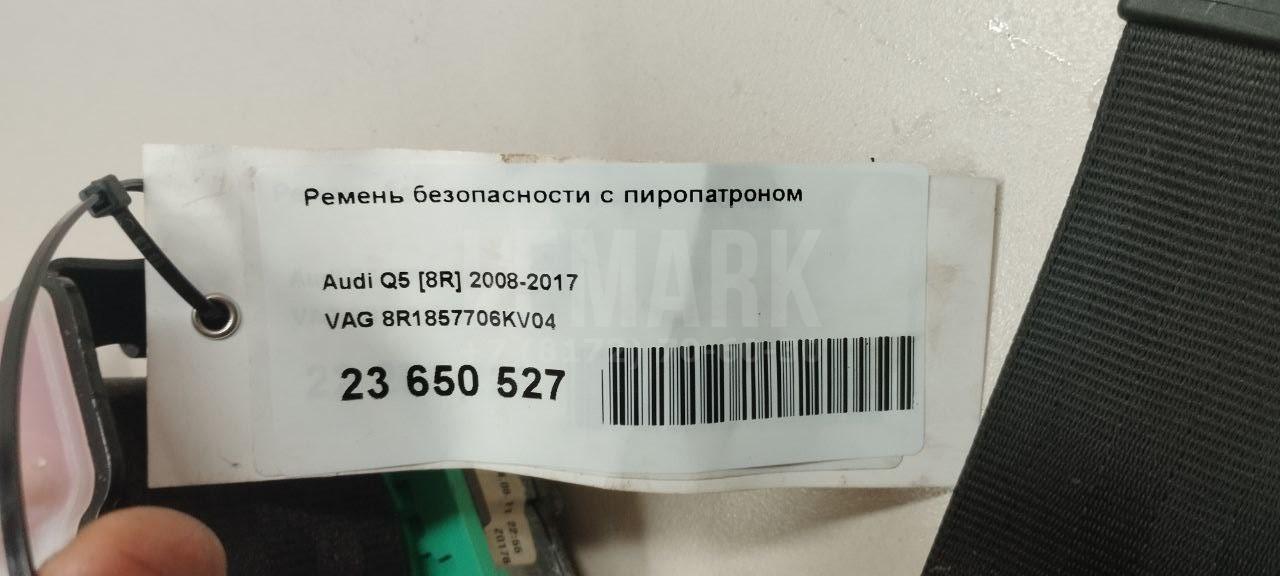 Ремень безопасности с пиропатроном
Audi Q5 [8R] 2008-2017
VAG 8R1857706KV04
23 650 527